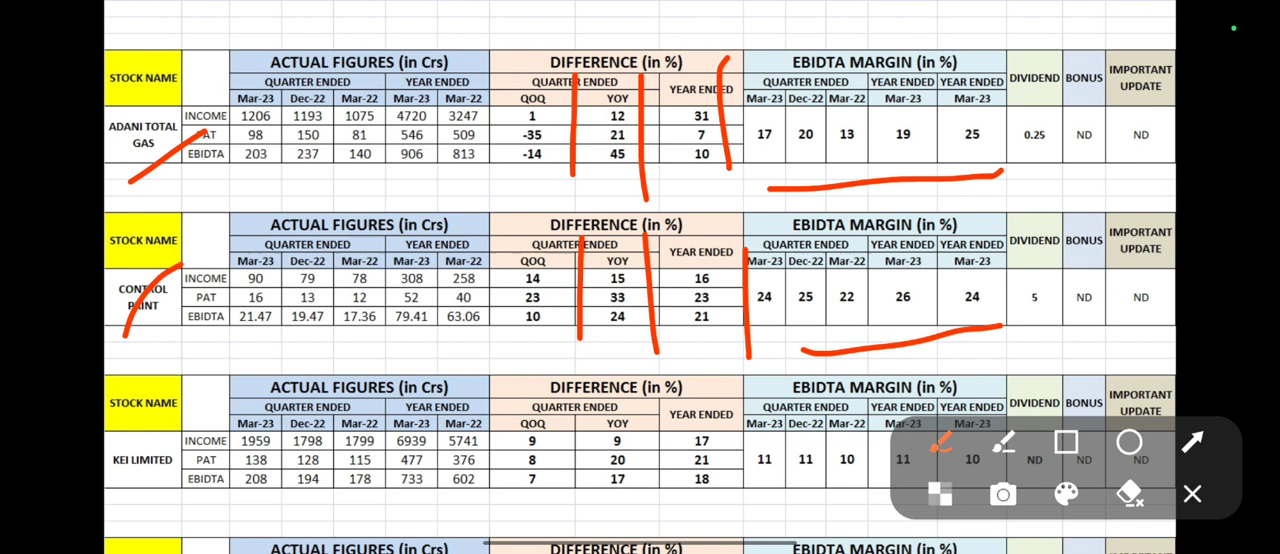 STOCK NAME ACTUAL FIGURES (in Crs) DIFFERENCE (in %) EBIDTA MARGIN (in %) DIVIDEND BONUS IMPORTANT UPDATE
QUARTER ENDED YEAR ENDED QUARTER ENDED YEAR ENDED QUARTER ENDED YEAR ENDED YEAR ENDED
Mar-23 Dec-22 Mar-22 Mar-23 Mar-22 QOQ YOY Mar-23 Dec-22 Mar-22 Mar-23 Mar-23
ADANI TOTAL GAS INCOME 1206 1193 1075 4720 3247 1 12 31 17 20 13 19 25 0.25 ND ND
PAT 98 150 81 546 509 -35 21 7
EBIDTA 203 237 140 906 813 -14 45 10
STOCK NAME ACTUAL FIGURES (in Crs) DIFFERENCE (in %) EBIDTA MARGIN (in %) DIVIDEND BONUS IMPORTANT UPDATE
QUARTER ENDED YEAR ENDED QUARTER ENDED YEAR ENDED QUARTER ENDED YEAR ENDED YEAR ENDED
Mar-23 Dec-22 Mar-22 Mar-23 Mar-22 QOQ YOY Mar-23 Dec-22 Mar-22 Mar-23 Mar-23
CONTROL PRINT INCOME 90 79 78 308 258 14 15 16 24 25 22 26 24 5 ND ND
PAT 16 13 12 52 40 23 33 23
EBIDTA 21.47 19.47 17.36 79.41 63.06 10 24 21
STOCK NAME ACTUAL FIGURES (in Crs) DIFFERENCE (in %) EBIDTA MARGIN (in %) DIVIDEND BONUS IMPORTANT UPDATE
QUARTER ENDED YEAR ENDED QUARTER ENDED YEAR ENDED QUARTER ENDED YEAR ENDED YEAR ENDED
Mar-23 Dec-22 Mar-22 Mar-23 Mar-22 QOQ YOY Mar-23 Dec-22 Mar-22 Mar-23 Mar-23
KEI LIMITED INCOME 1959 1798 1799 6939 5741 9 9 17 11 11 10 11 10 ND ND ND
PAT 138 128 115 477 376 8 20 21
EBIDTA 208 194 178 733 602 7 17 18
STOCK NAME ACTUAL FIGURES (in Crs) DIFFERENCE (in %) EBIDTA MARGIN (in %)